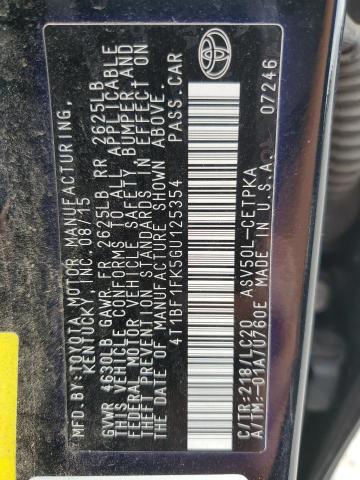 MFD.BY:TOYOTA MOTOR MANUFACTURING
KENTUCKY, INC. 08/15
GVWR 4630LB GAWR FR 2625LB RR 2625LB
THIS VEHICLE CONFORMS TO ALL APPLICABLE
FEDERAL MOTOR VEHICLE SAFETY, BUMPER, AND
THEFT PREVENTION STANDARDS IN EFFECT ON
THE DATE OF MANUFACTURE SHOWN ABOVE.
4T1BF1FK5GU125354 PASS.CAR
C/TR:218/LC20 ASV50L-CETPKA
A/TM:-01A/U760E MADE IN U.S.A.
07246